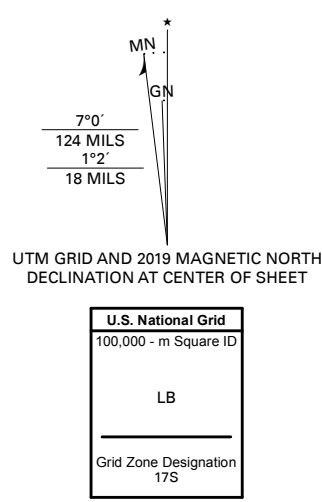 MN
GN
7°0´
124 MILS
1°2´
18 MILS
UTM GRID AND 2019 MAGNETIC NORTH
DECLINATION AT CENTER OF SHEET
U.S. National Grid
100,000 - m Square ID
LB
Grid Zone Designation
17S